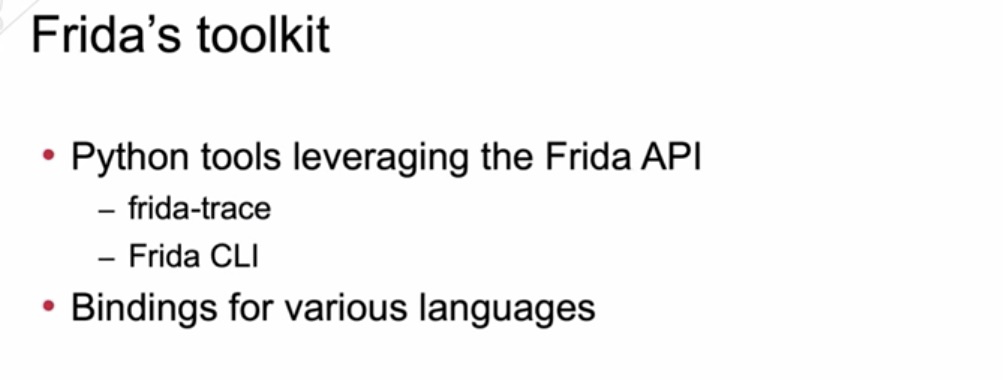 Frida's toolkit
• Python tools leveraging the Frida API
– frida-trace
– Frida CLI
• Bindings for various languages